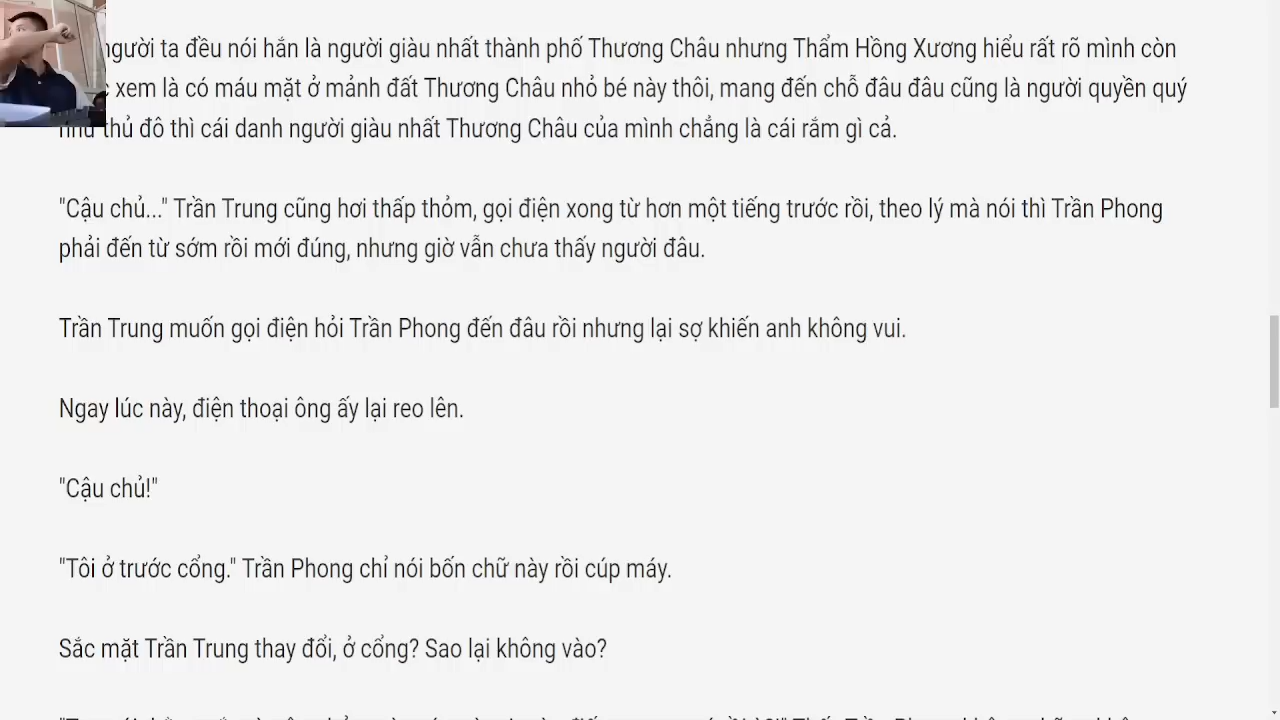 người ta đều nói hắn là người giàu nhất thành phố Thương Châu nhưng Thẩm Hồng Xương hiểu rất rõ mình còn
xem là có máu mặt ở mảnh đất Thương Châu nhỏ bé này thôi, mang đến chỗ đâu đâu cũng là người quyền quý
như thủ đô thì cái danh người giàu nhất Thương Châu của mình chẳng là cái rắm gì cả.
"Cậu chủ..." Trần Trung cũng hơi thấp thỏm, gọi điện xong từ hơn một tiếng trước rồi, theo lý mà nói thì Trần Phong
phải đến từ sớm rồi mới đúng, nhưng giờ vẫn chưa thấy người đâu.
Trần Trung muốn gọi điện hỏi Trần Phong đến đâu rồi nhưng lại sợ khiến anh không vui.
Ngay lúc này, điện thoại ông ấy lại reo lên.
"Cậu chủ!"
"Tôi ở trước cổng." Trần Phong chỉ nói bốn chữ này rồi cúp máy.
Sắc mặt Trần Trung thay đổi, ở cổng? Sao lại không vào?